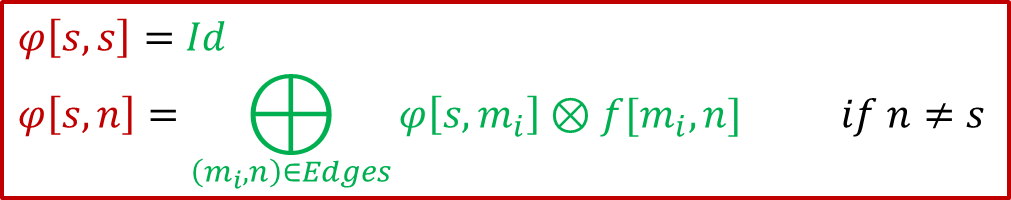 φ[s, s] = Id
φ[s, n] = ⨁ φ[s, mᵢ] ⊗ f[mᵢ, n] if n ≠ s
(mᵢ,n)∈Edges